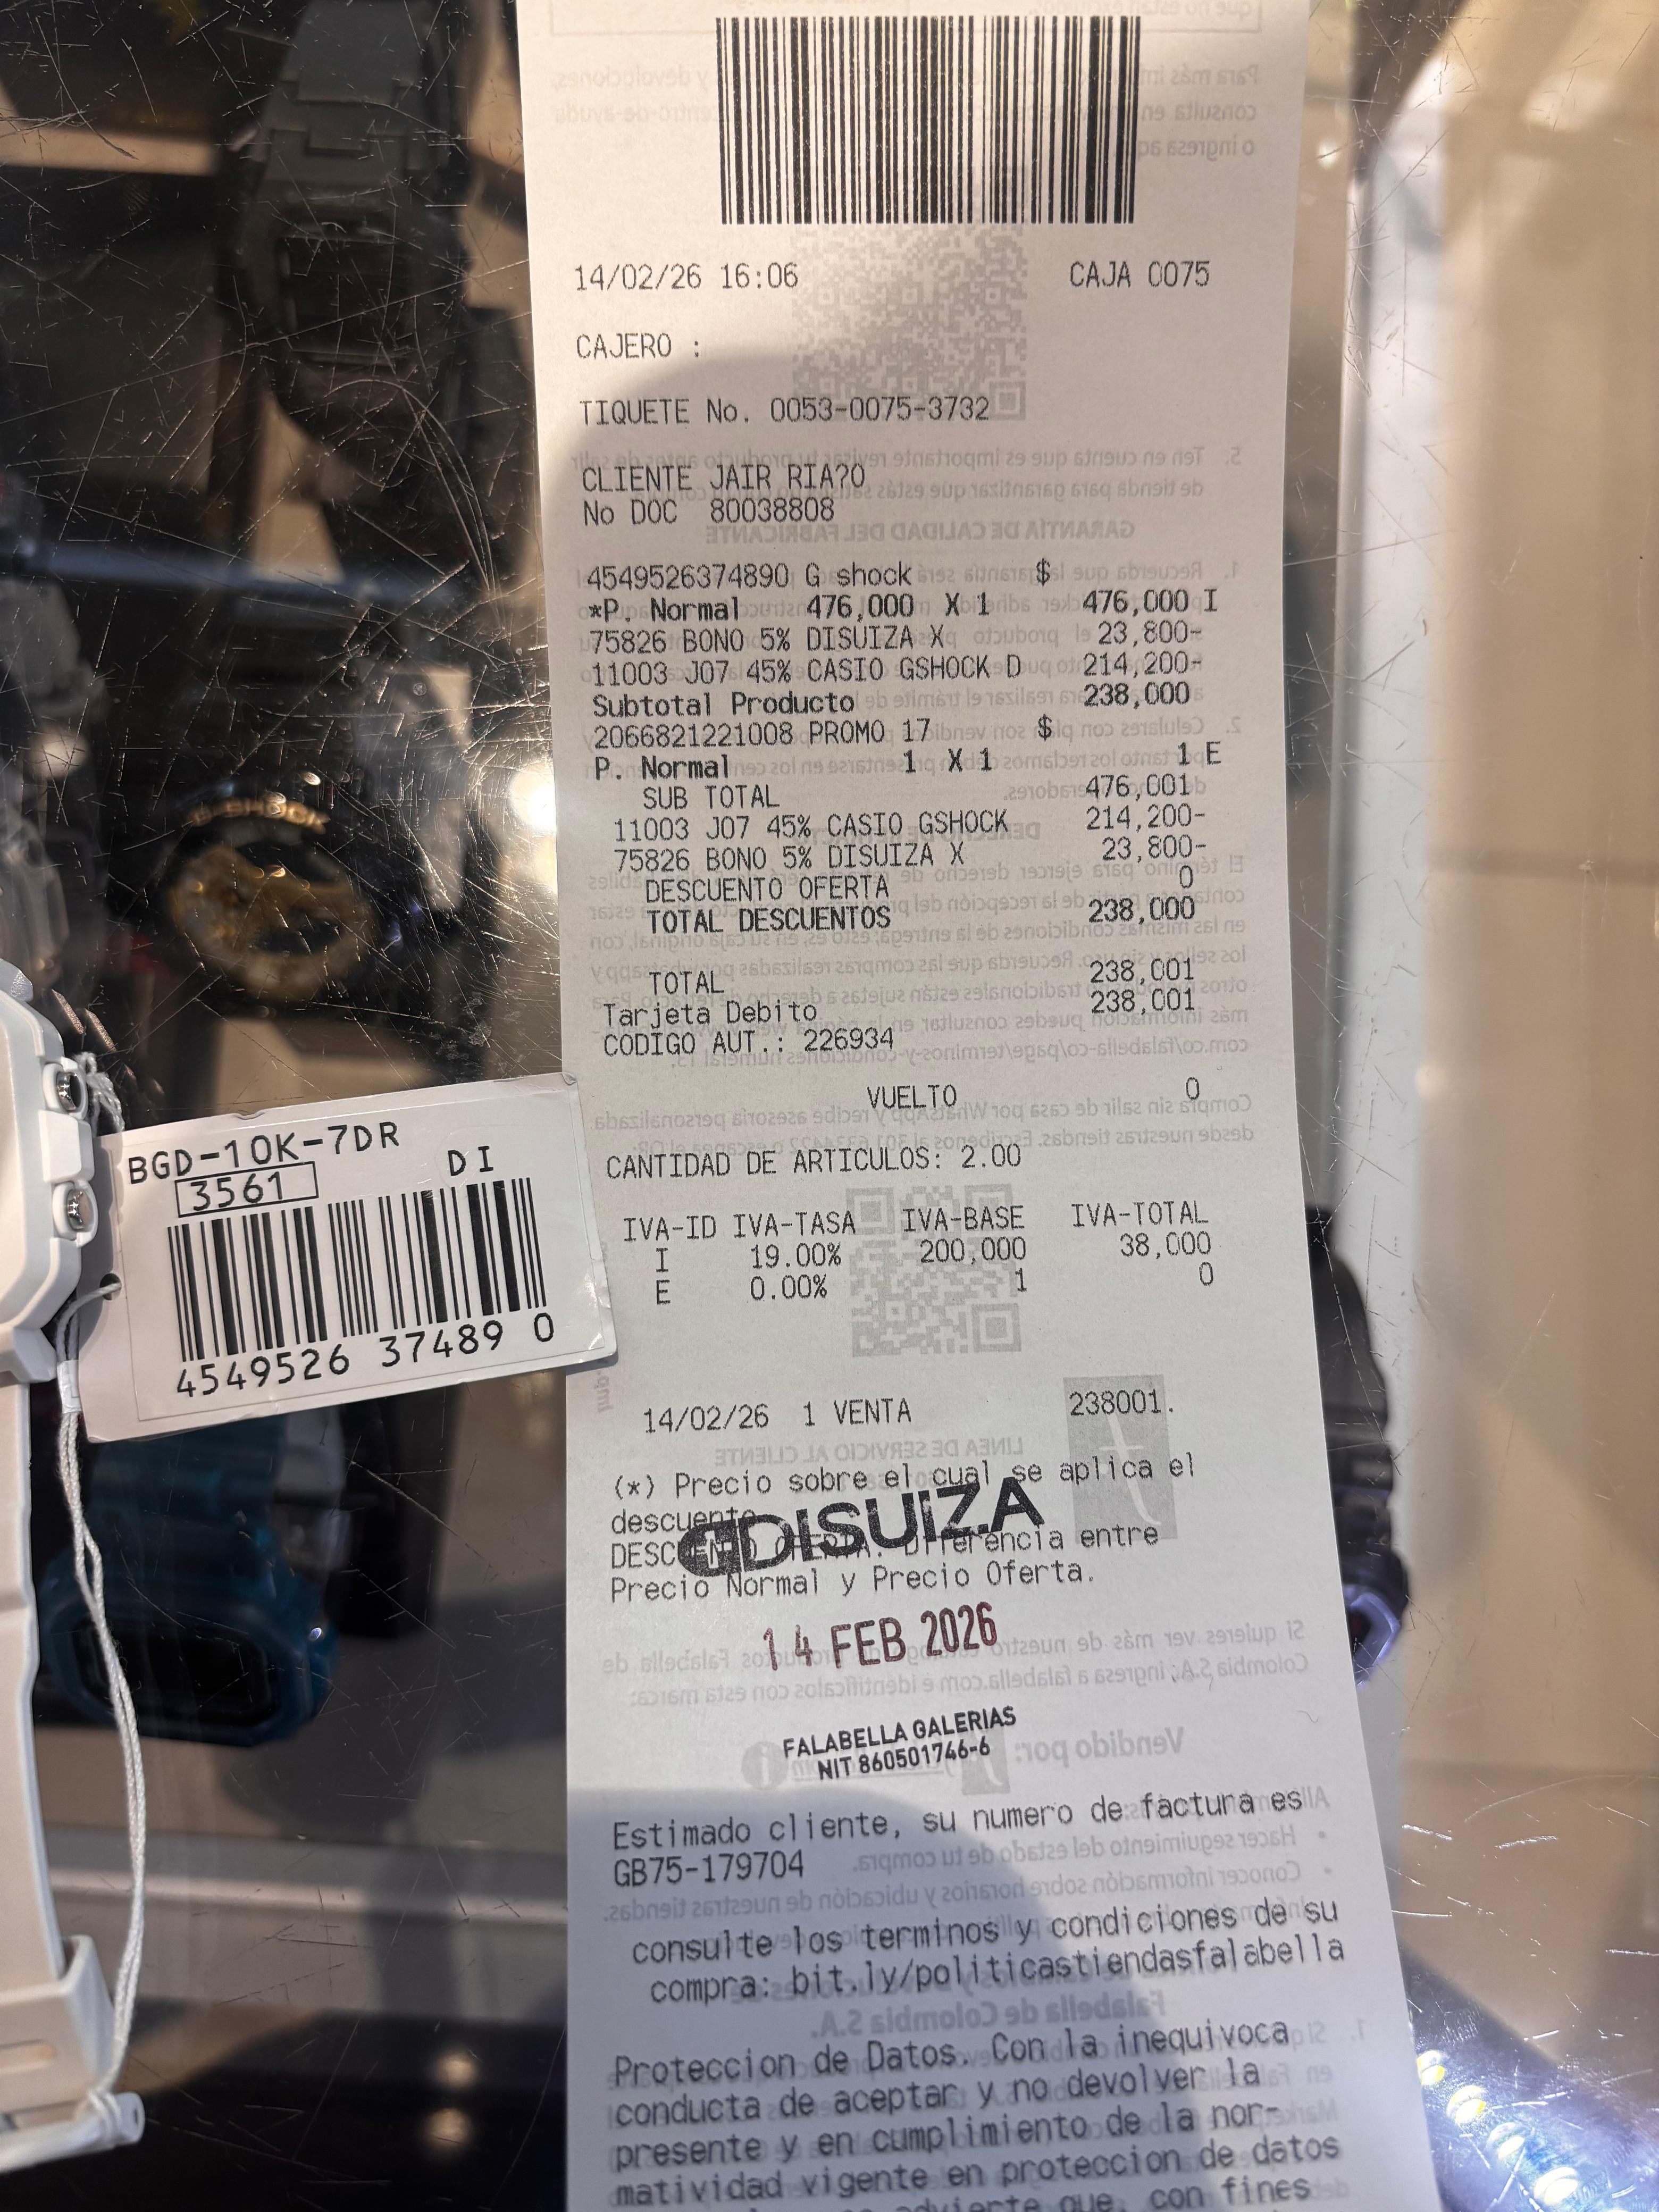 14/02/26 16:06 CAJA 0075
CAJERO :
TIQUETE No. 0053-0075-3732
CLIENTE JAIR RIA?O
No DOC 80038808
4549526374890 G shock $
*P. Normal 476,000 X 1 476,000 I
75826 BONO 5% DISUIZA X 23,800-
11003 J07 45% CASIO GSHOCK D 214,200-
Subtotal Producto 238,000
2066821221008 PROMO 17 $
P. Normal 1 X 1 1 E
SUB TOTAL 476,001
11003 J07 45% CASIO GSHOCK 214,200-
75826 BONO 5% DISUIZA X 23,800-
DESCUENTO OFERTA 0
TOTAL DESCUENTOS 238,000
TOTAL 238,001
Tarjeta Debito 238,001
CODIGO AUT.: 226934
VUELTO 0
CANTIDAD DE ARTICULOS: 2.00
IVA-ID IVA-TASA IVA-BASE IVA-TOTAL
I 19.00% 200,000 38,000
E 0.00% 1 0
14/02/26 1 VENTA 238001.
(*) Precio sobre el cual se aplica el
descuento
DISUIZA
DESCUENTO OFERTA: Diferencia entre
Precio Normal y Precio Oferta.
14 FEB 2026
FALABELLA GALERIAS
NIT 860501746-6
Estimado cliente, su numero de factura es
GB75-179704
consulte los terminos y condiciones de su
compra: bit.ly/politicastiendasfalabella
Proteccion de Datos. Con la inequivoca
conducta de aceptar y no devolver la
presente y en cumplimiento de la nor-
matividad vigente en proteccion de datos
advierte que, con fines
BGD-10K-7DR
3561 DI
4549526 37489 0
G-SHOCK